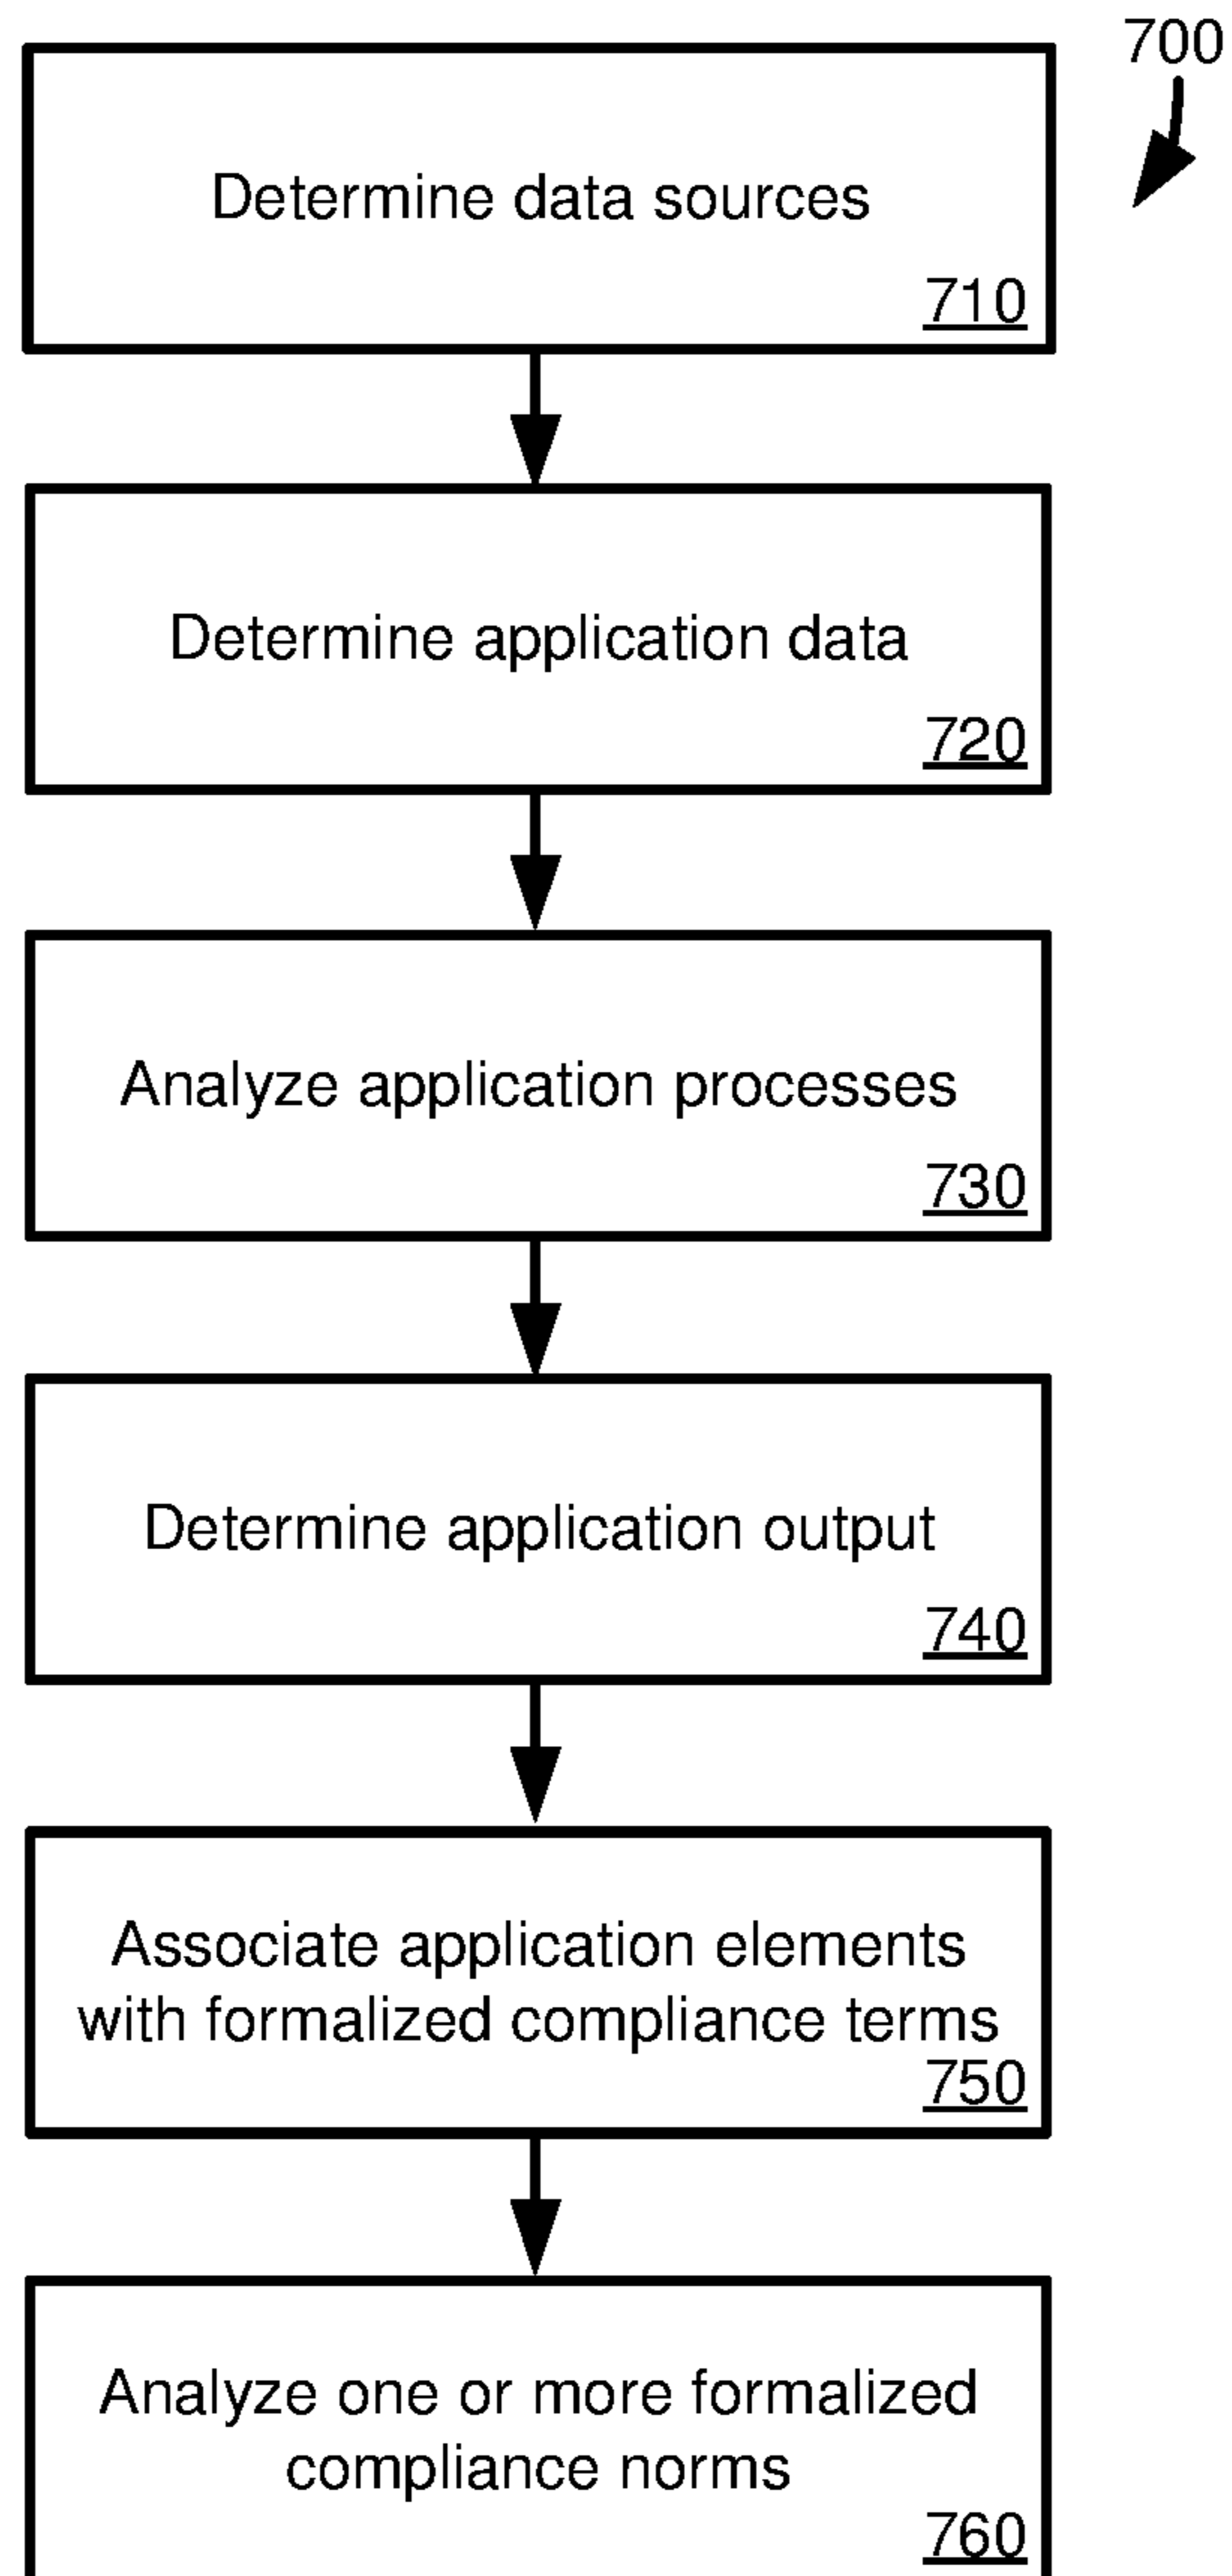 700
Determine data sources
710
Determine application data
720
Analyze application processes
730
Determine application output
740
Associate application elements
with formalized compliance terms
750
Analyze one or more formalized
compliance norms
760